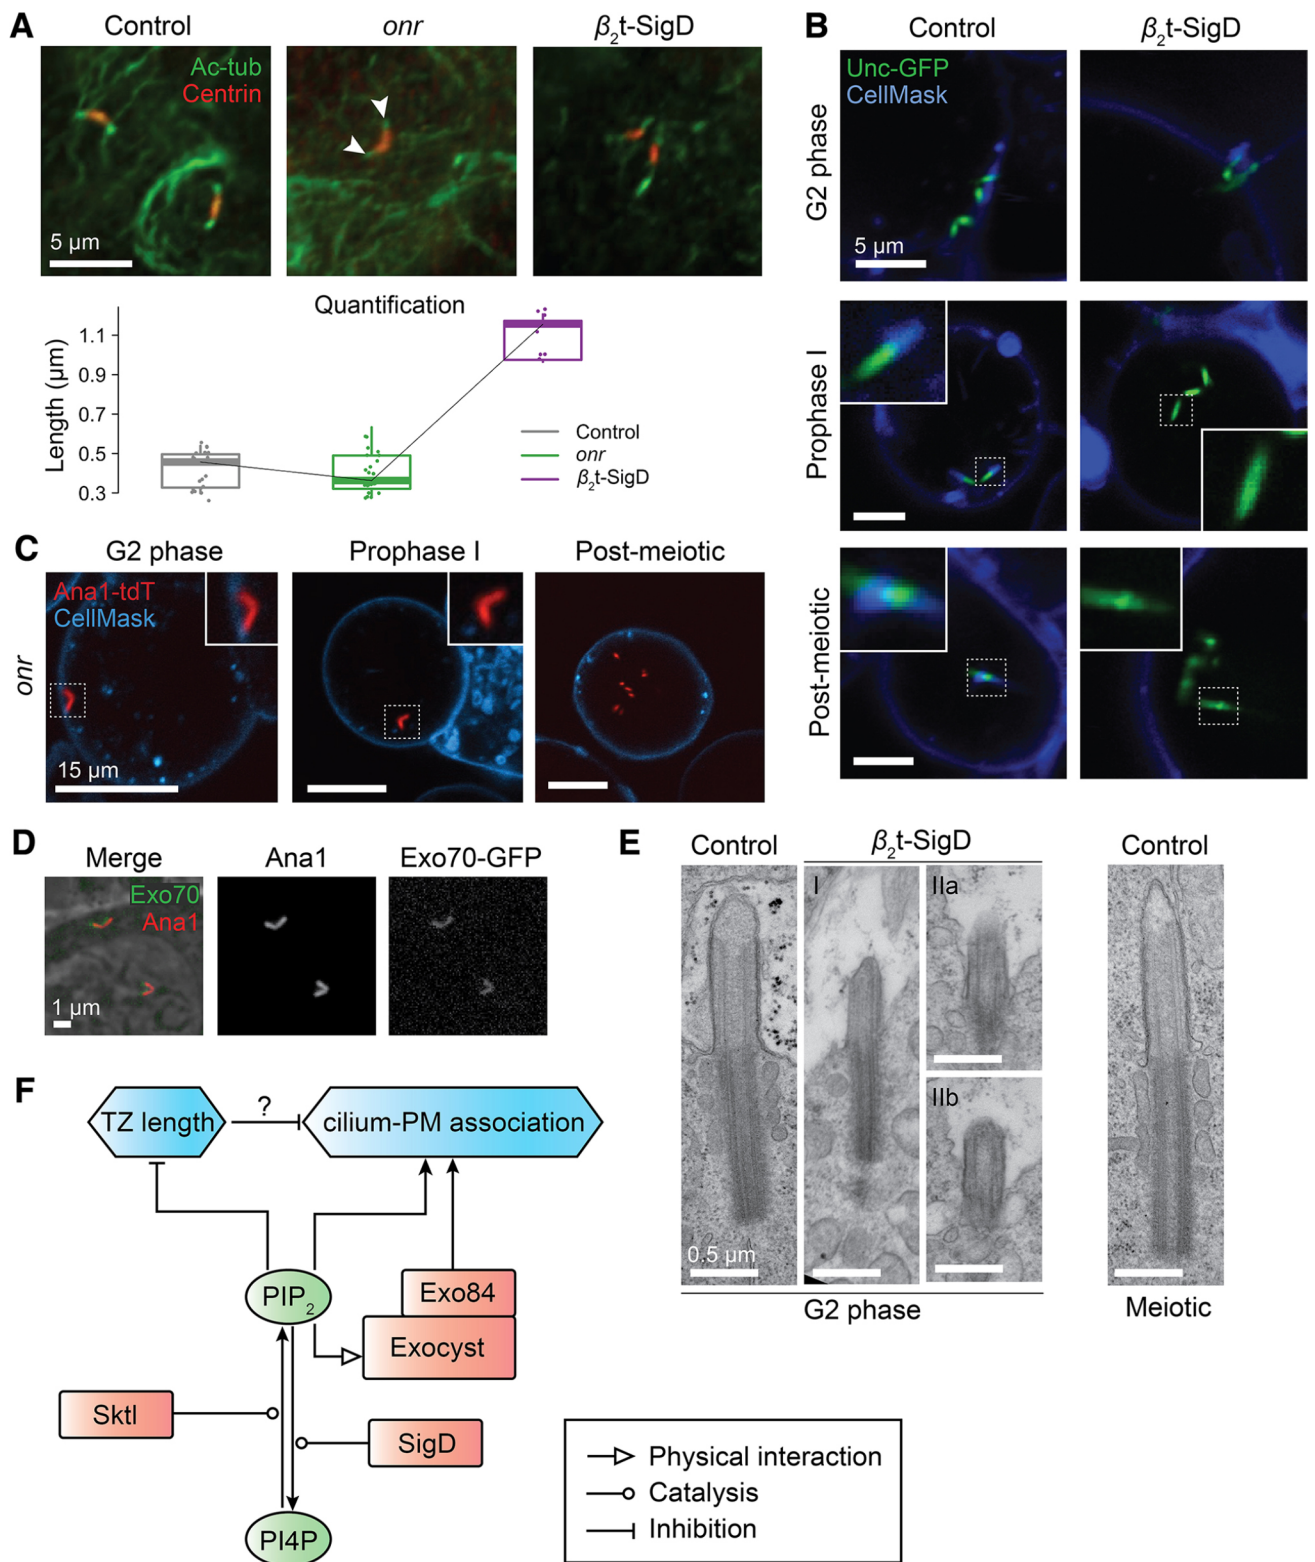 A
Control
onr
β2t-SigD
Ac-tub
Centrin
5 μm
Quantification
Length (μm)
1.1
0.9
0.7
0.5
0.3
Control
onr
β2t-SigD
B
Control
β2t-SigD
Unc-GFP
CellMask
G2 phase
5 μm
Prophase I
Post-meiotic
C
G2 phase
Prophase I
Post-meiotic
Ana1-tdT
CellMask
onr
15 μm
D
Merge
Ana1
Exo70-GFP
Exo70
Ana1
1 μm
E
Control
β2t-SigD
Control
I
IIa
IIb
0.5 μm
G2 phase
Meiotic
F
TZ length
?
cilium-PM association
PIP2
Exo84
Exocyst
Sktl
SigD
PI4P
Physical interaction
Catalysis
Inhibition